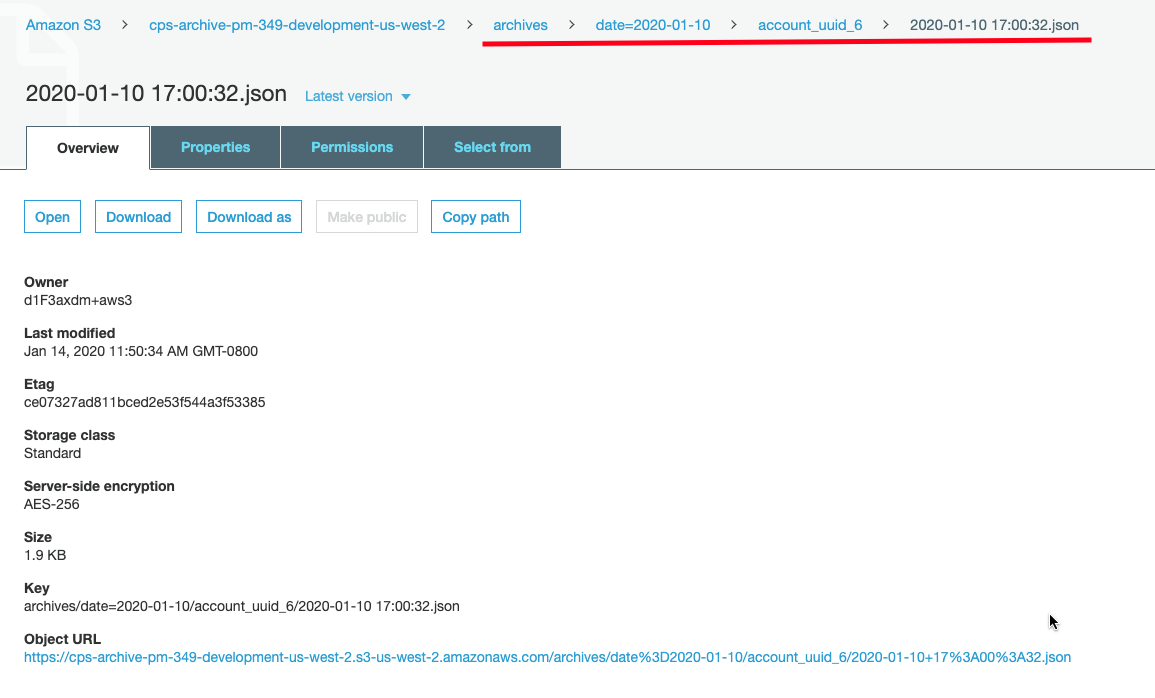 Amazon S3 > cps-archive-pm-349-development-us-west-2 > archives > date=2020-01-10 > account_uuid_6 > 2020-01-10 17:00:32.json
2020-01-10 17:00:32.json Latest version
Overview Properties Permissions Select from
Open Download Download as Make public Copy path
Owner
d1F3axdm+aws3
Last modified
Jan 14, 2020 11:50:34 AM GMT-0800
Etag
ce07327ad811bced2e53f544a3f53385
Storage class
Standard
Server-side encryption
AES-256
Size
1.9 KB
Key
archives/date=2020-01-10/account_uuid_6/2020-01-10 17:00:32.json
Object URL
https://cps-archive-pm-349-development-us-west-2.s3-us-west-2.amazonaws.com/archives/date%3D2020-01-10/account_uuid_6/2020-01-10+17%3A00%3A32.json